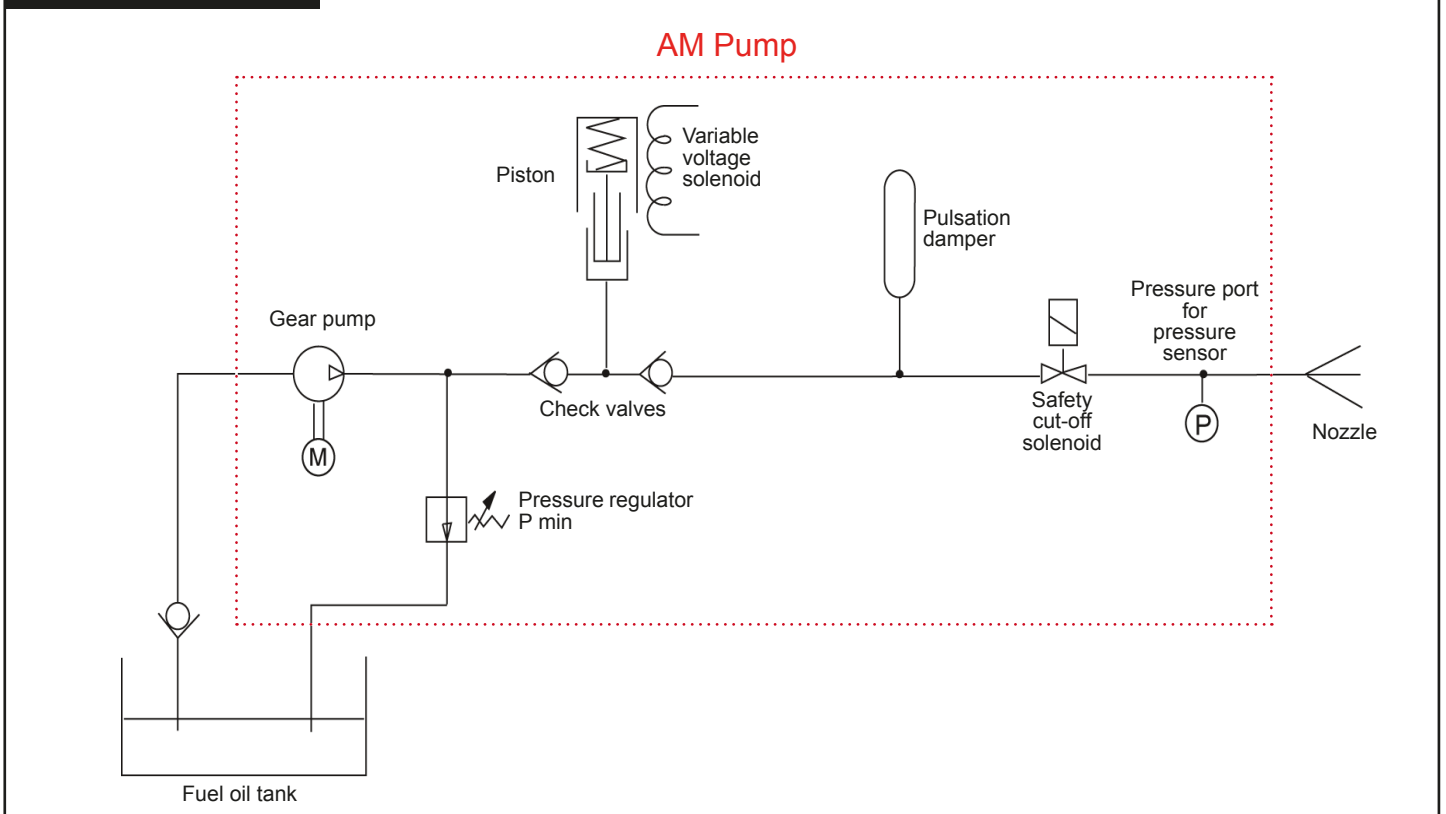 AM Pump
Variable
voltage
solenoid
Piston
Pulsation
damper
Pressure port
for
pressure
sensor
Gear pump
Check valves
Safety
cut-off
solenoid
P
Nozzle
M
Pressure regulator
P min
Fuel oil tank